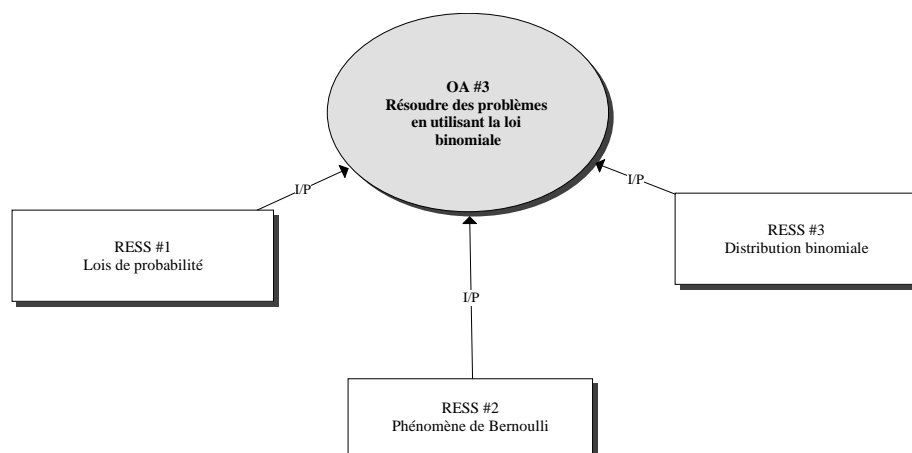 OA #3
Résoudre des problèmes
en utilisant la loi
binomiale
I/P
I/P
RESS #1
Lois de probabilité
RESS #3
Distribution binomiale
I/P
RESS #2
Phénomène de Bernoulli